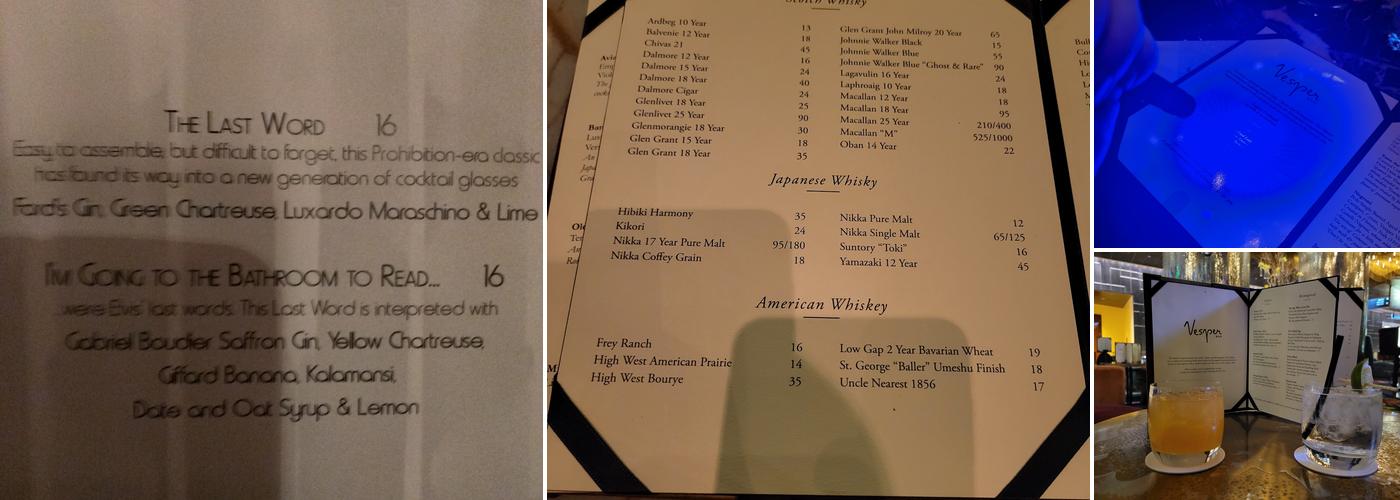 The Last Word 16
Easy to assemble, but difficult to forget, this Prohibition-era classic
has found its way into a new generation of cocktail glasses
Ford's Gin, Green Chartreuse, Luxardo Maraschino & Lime
I'm Going to the Bathroom to Read... 16
...were Elvis' last words. This Last Word is interpreted with
Gabriel Boudier Saffron Gin, Yellow Chartreuse,
Giffard Banana, Kalamansi,
Date and Oat Syrup & Lemon
Scotch Whisky
Ardbeg 10 Year 13
Balvenie 12 Year 18
Chivas 21 45
Dalmore 12 Year 16
Dalmore 15 Year 24
Dalmore 18 Year 40
Dalmore Cigar 24
Glenlivet 18 Year 25
Glenlivet 25 Year 90
Glenmorangie 18 Year 30
Glen Grant 15 Year 18
Glen Grant 18 Year 35
Glen Grant John Milroy 20 Year 65
Johnnie Walker Black 15
Johnnie Walker Blue 55
Johnnie Walker Blue "Ghost & Rare" 90
Lagavulin 16 Year 24
Laphroaig 10 Year 18
Macallan 12 Year 18
Macallan 18 Year 95
Macallan 25 Year 210/400
Macallan "M" 525/1000
Oban 14 Year 22
Japanese Whisky
Hibiki Harmony 35
Kikori 24
Nikka 17 Year Pure Malt 95/180
Nikka Coffey Grain 18
Nikka Pure Malt 12
Nikka Single Malt 65/125
Suntory "Toki" 16
Yamazaki 12 Year 45
American Whiskey
Frey Ranch 16
High West American Prairie 14
High West Bourye 35
Low Gap 2 Year Bavarian Wheat 19
St. George "Baller" Umeshu Finish 18
Uncle Nearest 1856 17
Vesper
Vesper